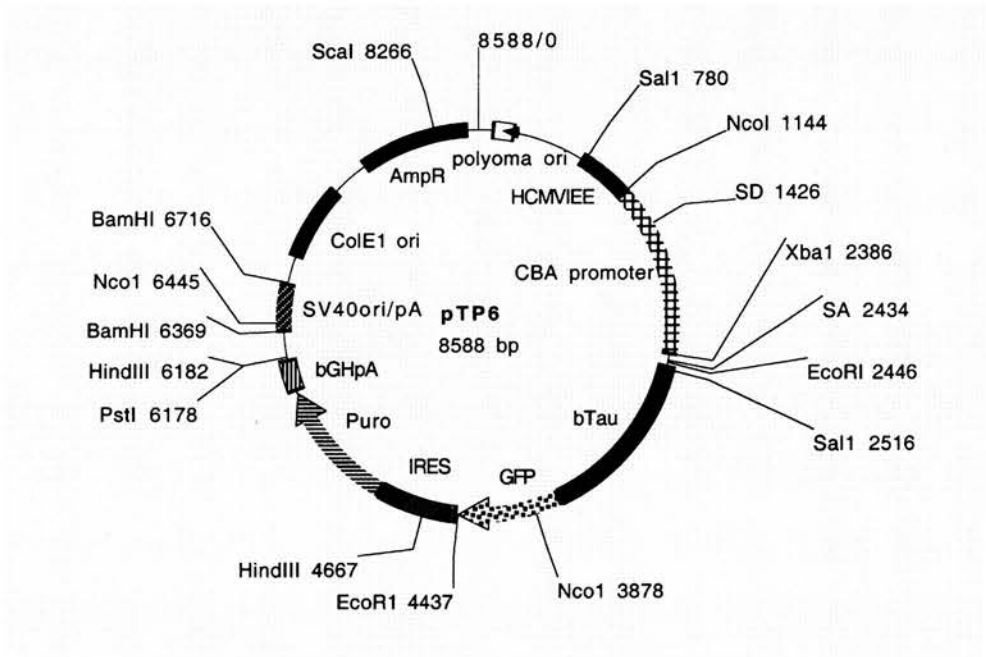 8588/0
ScaI 8266
Sal1 780
NcoI 1144
polyoma ori
AmpR
HCMVIEE
SD 1426
BamHI 6716
ColE1 ori
CBA promoter
Xba1 2386
Nco1 6445
SV40ori/pA
pTP6
SA 2434
BamHI 6369
8588 bp
HindIII 6182
bGHpA
EcoRI 2446
PstI 6178
Puro
bTau
Sal1 2516
IRES
GFP
HindIII 4667
EcoR1 4437
Nco1 3878